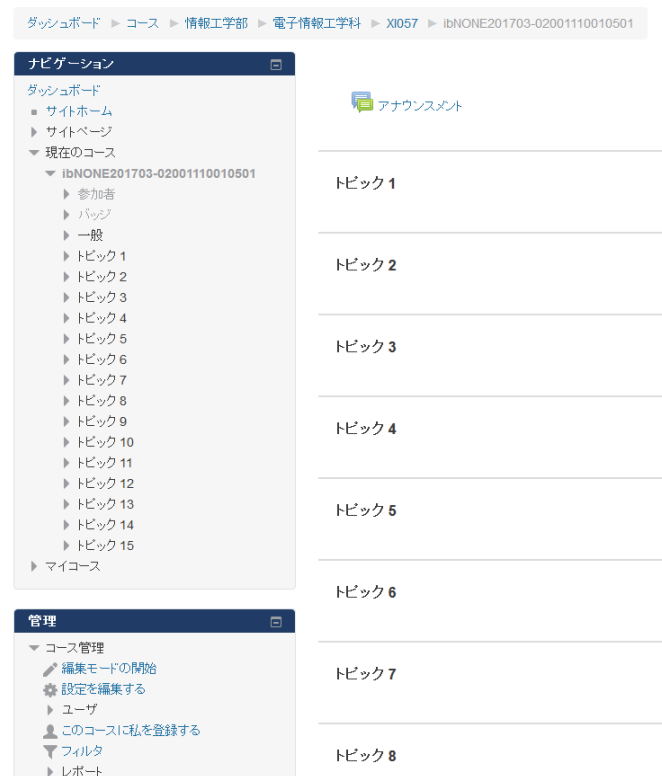 ダッシュボード ▶ コース ▶ 情報工学部 ▶ 電子情報工学科 ▶ XI057 ▶ ibNONE201703-02001110010501
ナビゲーション
ダッシュボード
サイトホーム
サイトページ
現在のコース
ibNONE201703-02001110010501
参加者
バッジ
一般
トピック 1
トピック 2
トピック 3
トピック 4
トピック 5
トピック 6
トピック 7
トピック 8
トピック 9
トピック 10
トピック 11
トピック 12
トピック 13
トピック 14
トピック 15
マイコース
管理
コース管理
編集モードの開始
設定を編集する
ユーザ
このコースに私を登録する
フィルタ
レポート
アナウンスメント
トピック 1
トピック 2
トピック 3
トピック 4
トピック 5
トピック 6
トピック 7
トピック 8